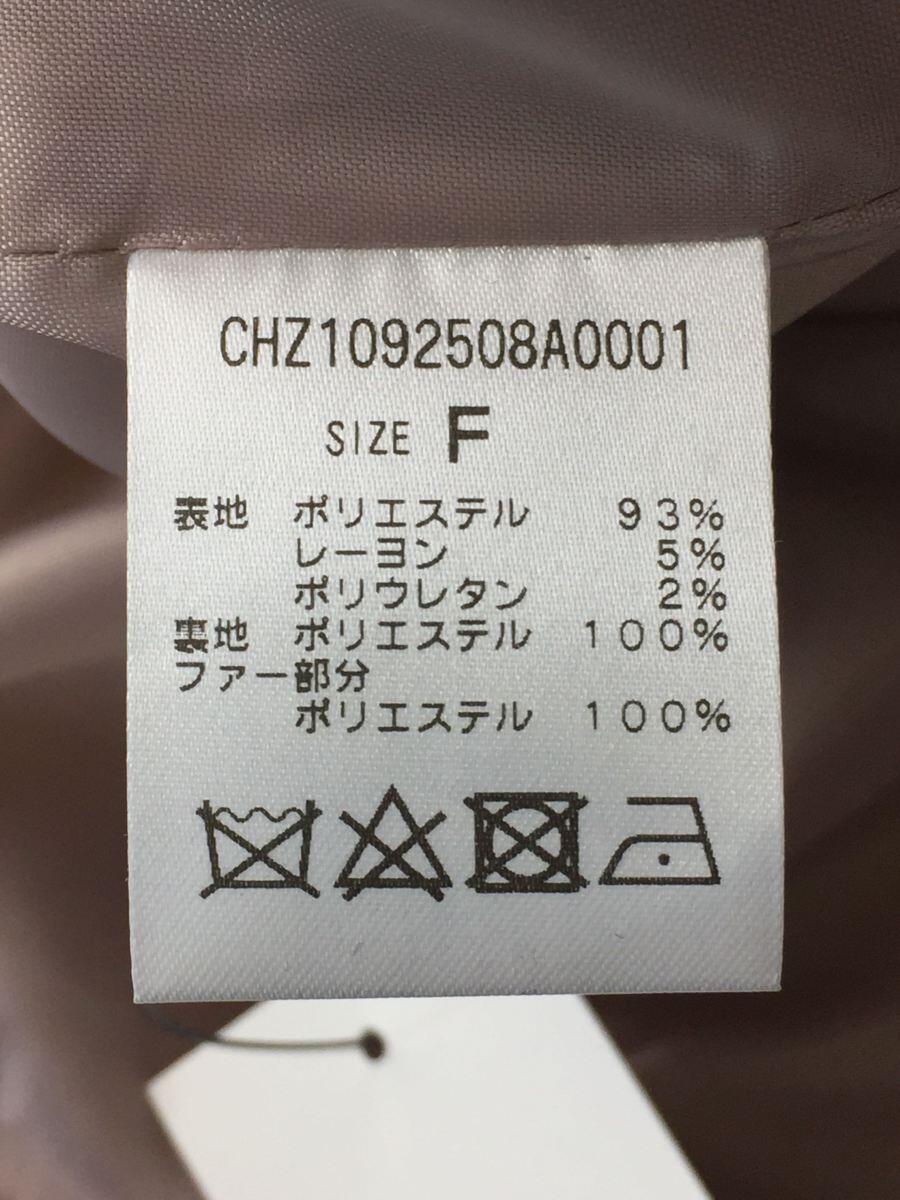 CHZ1092508A0001
SIZE F
表地 ポリエステル 93%
レーヨン 5%
ポリウレタン 2%
裏地 ポリエステル 100%
ファー部分
ポリエステル 100%